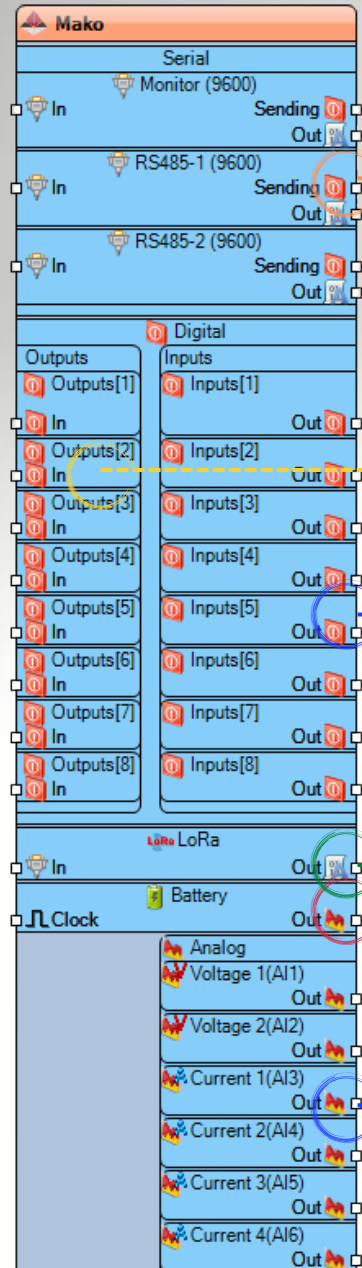 Mako
Serial
Monitor (9600)
In
Sending
Out
RS485-1 (9600)
In
Sending
Out
RS485-2 (9600)
In
Sending
Out
Digital
Outputs
Inputs
Outputs[1]
Inputs[1]
In
Out
Outputs[2]
Inputs[2]
In
Out
Outputs[3]
Inputs[3]
In
Out
Outputs[4]
Inputs[4]
In
Out
Outputs[5]
Inputs[5]
In
Out
Outputs[6]
Inputs[6]
In
Out
Outputs[7]
Inputs[7]
In
Out
Outputs[8]
Inputs[8]
In
Out
LoRa LoRa
In
Out
Battery
Clock
Out
Analog
Voltage 1(AI1)
Out
Voltage 2(AI2)
Out
Current 1(AI3)
Out
Current 2(AI4)
Out
Current 3(AI5)
Out
Current 4(AI6)
Out